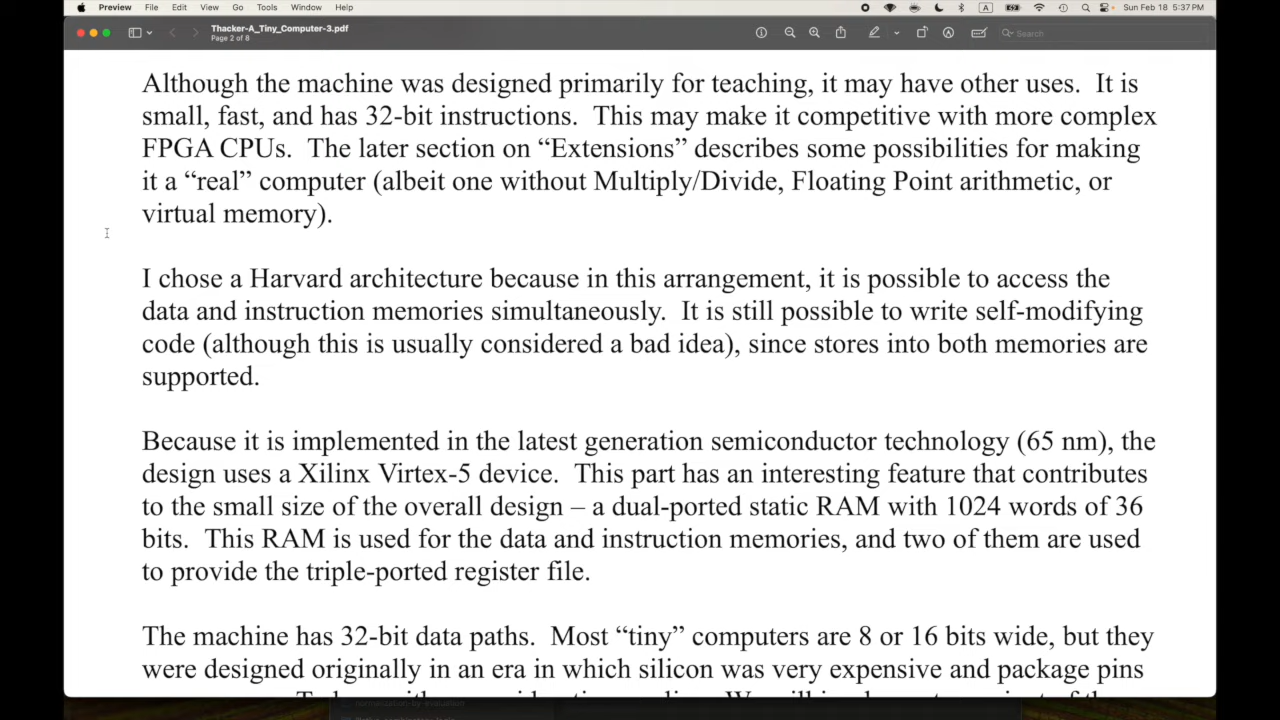 Preview File Edit View Go Tools Window Help A Sun Feb 18 5:37 PM
Thacker-A_Tiny_Computer-3.pdf
Page 2 of 8
Search
Although the machine was designed primarily for teaching, it may have other uses. It is
small, fast, and has 32-bit instructions. This may make it competitive with more complex
FPGA CPUs. The later section on “Extensions” describes some possibilities for making
it a “real” computer (albeit one without Multiply/Divide, Floating Point arithmetic, or
virtual memory).
I chose a Harvard architecture because in this arrangement, it is possible to access the
data and instruction memories simultaneously. It is still possible to write self-modifying
code (although this is usually considered a bad idea), since stores into both memories are
supported.
Because it is implemented in the latest generation semiconductor technology (65 nm), the
design uses a Xilinx Virtex-5 device. This part has an interesting feature that contributes
to the small size of the overall design – a dual-ported static RAM with 1024 words of 36
bits. This RAM is used for the data and instruction memories, and two of them are used
to provide the triple-ported register file.
The machine has 32-bit data paths. Most “tiny” computers are 8 or 16 bits wide, but they
were designed originally in an era in which silicon was very expensive and package pins